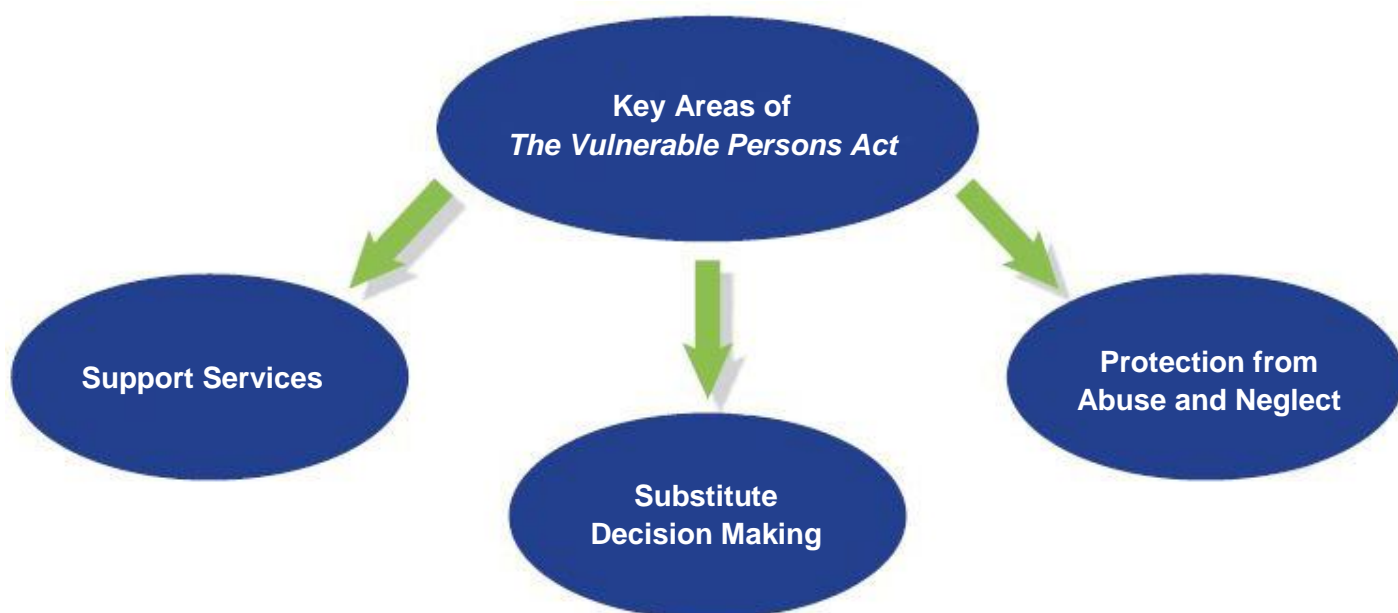 Key Areas of
The Vulnerable Persons Act
Support Services
Protection from
Abuse and Neglect
Substitute
Decision Making